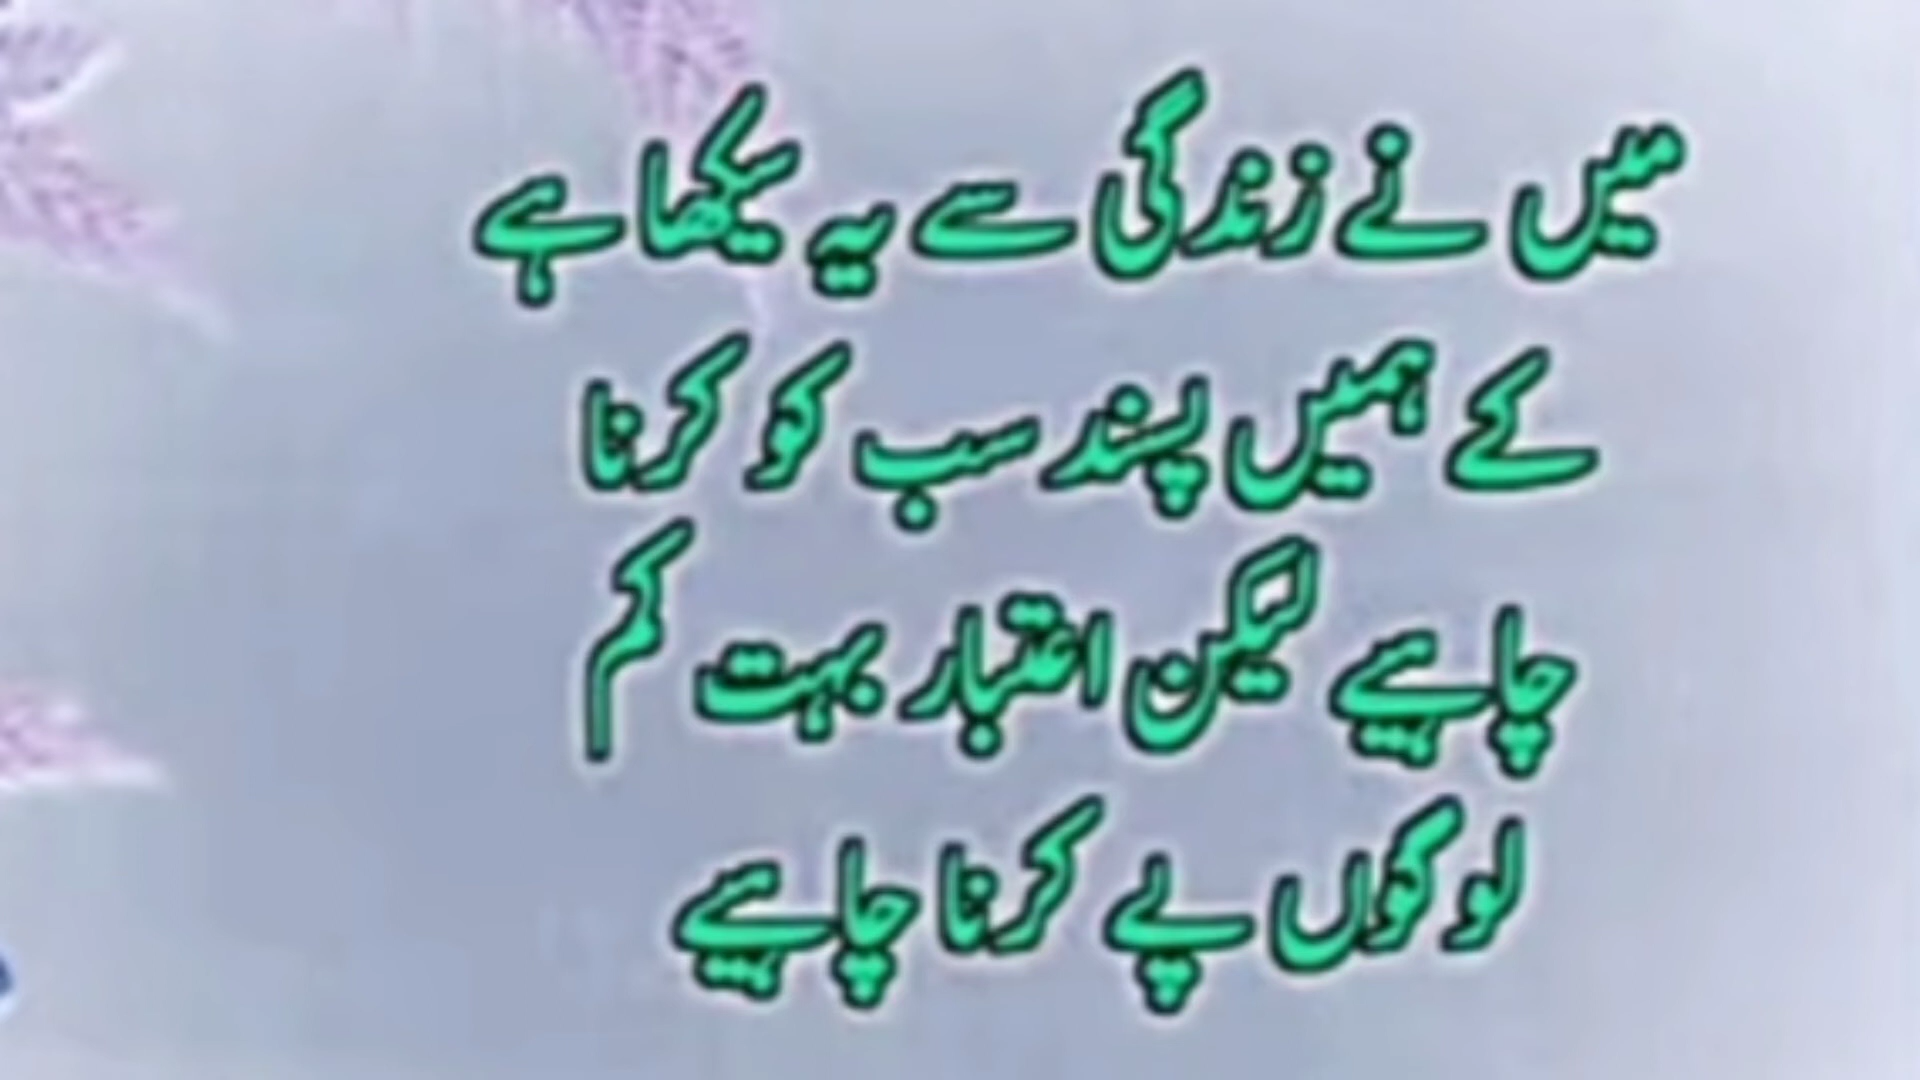 میں نے زندگی سے یہ سیکھا ہے
کے ہمیں پسند سب کو کرنا
چاہیے لیکن اعتبار بہت کم
لوگوں پے کرنا چاہیے